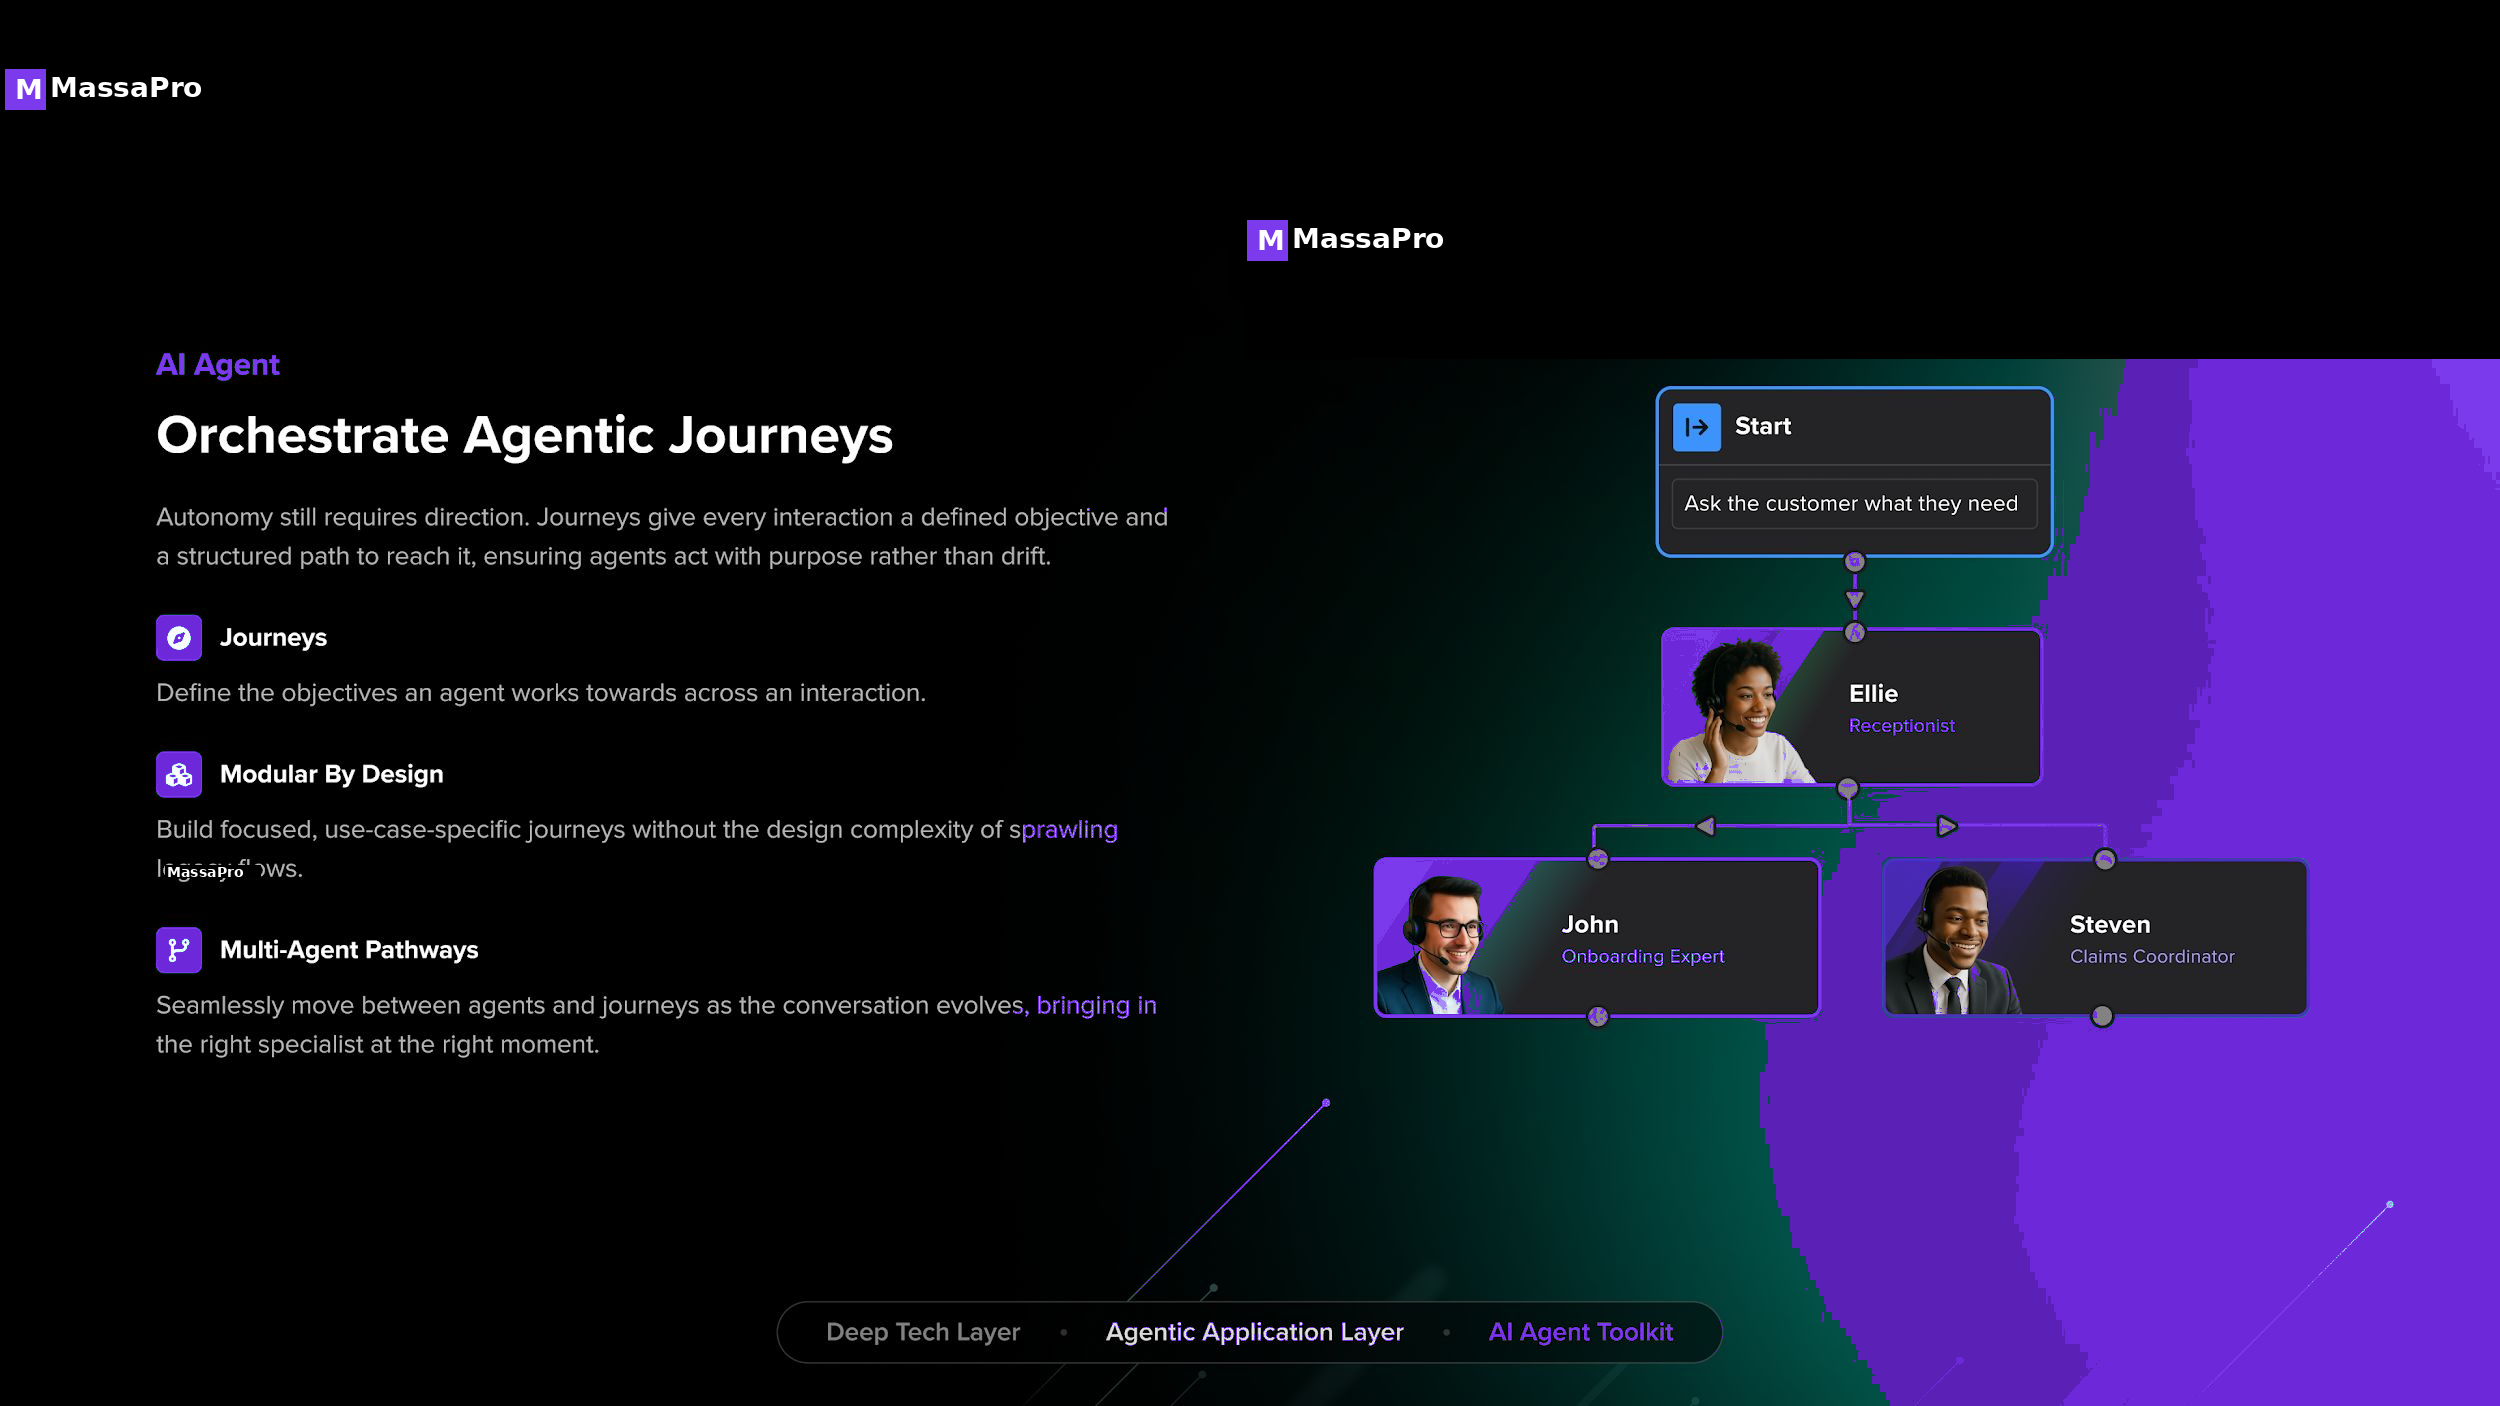 M MassaPro
M MassaPro
AI Agent
Orchestrate Agentic Journeys
Autonomy still requires direction. Journeys give every interaction a defined objective and
a structured path to reach it, ensuring agents act with purpose rather than drift.
Journeys
Define the objectives an agent works towards across an interaction.
Modular By Design
Build focused, use-case-specific journeys without the design complexity of sprawling
flows.
MassaPro
Multi-Agent Pathways
Seamlessly move between agents and journeys as the conversation evolves, bringing in
the right specialist at the right moment.
Start
Ask the customer what they need
Ellie
Receptionist
John
Onboarding Expert
Steven
Claims Coordinator
Deep Tech Layer • Agentic Application Layer • AI Agent Toolkit